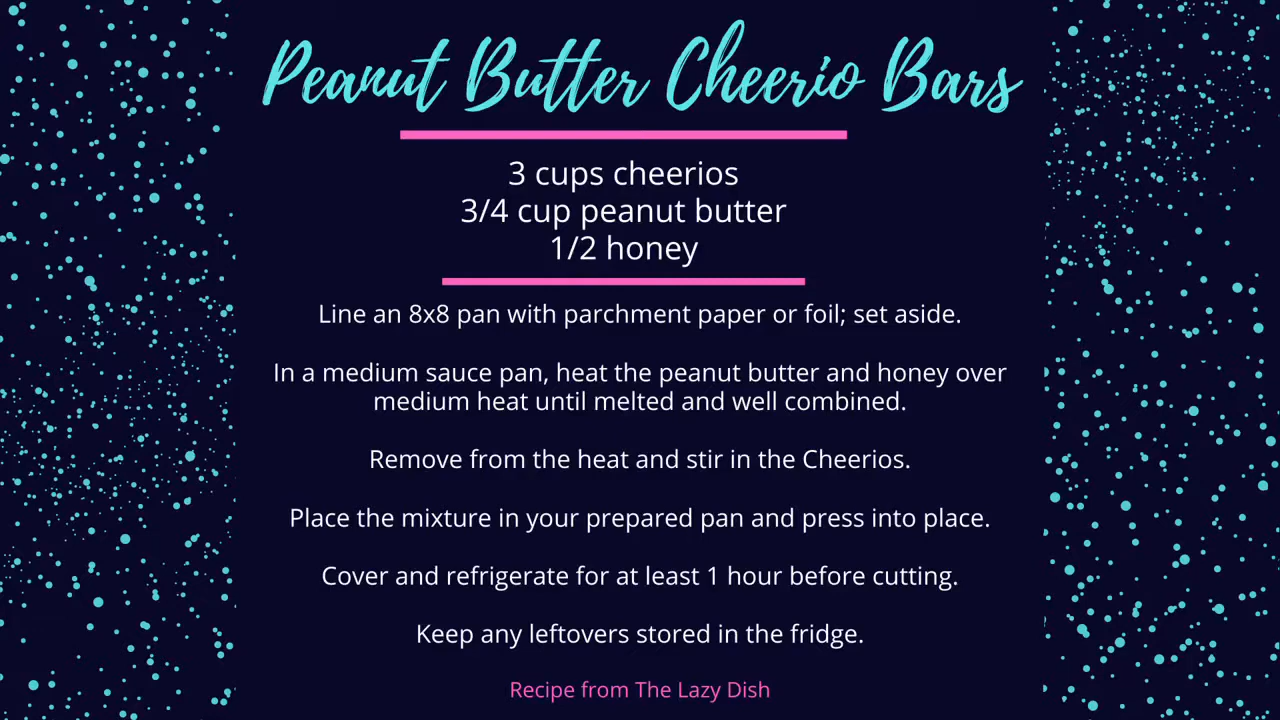 Peanut Butter Cheerio Bars
3 cups cheerios
3/4 cup peanut butter
1/2 honey
Line an 8x8 pan with parchment paper or foil; set aside.
In a medium sauce pan, heat the peanut butter and honey over
medium heat until melted and well combined.
Remove from the heat and stir in the Cheerios.
Place the mixture in your prepared pan and press into place.
Cover and refrigerate for at least 1 hour before cutting.
Keep any leftovers stored in the fridge.
Recipe from The Lazy Dish